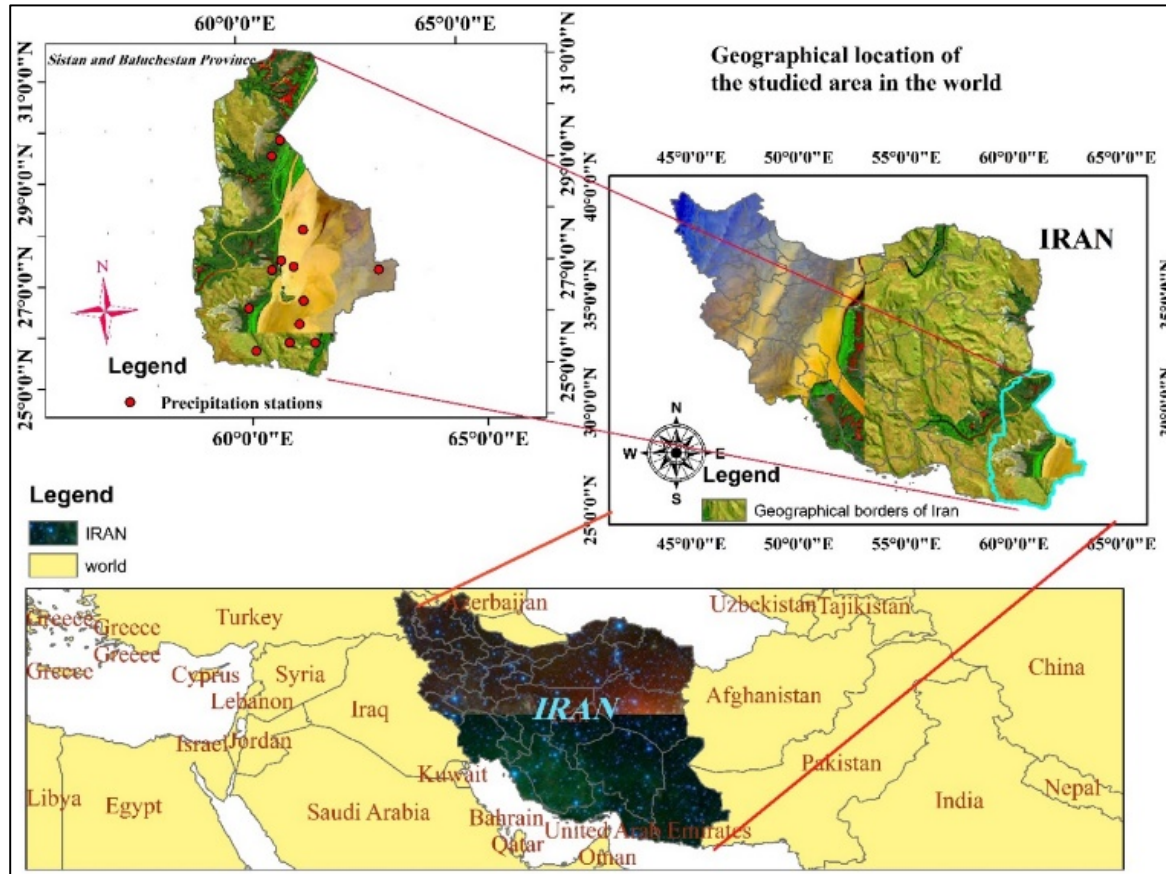 60°0'0"E
65°0'0"E
Sistan and Baluchestan Province
31°0'0"N
29°0'0"N
27°0'0"N
25°0'0"N
31°0'0"N
29°0'0"N
27°0'0"N
25°0'0"N
N
Legend
Precipitation stations
60°0'0"E
65°0'0"E
Geographical location of
the studied area in the world
45°0'0"E
50°0'0"E
55°0'0"E
60°0'0"E
65°0'0"E
40°0'0"N
35°0'0"N
30°0'0"N
25°0'0"N
IRAN
N
W
E
S
Legend
Geographical borders of Iran
45°0'0"E
50°0'0"E
55°0'0"E
60°0'0"E
65°0'0"E
Legend
IRAN
world
Greece
Greece
Greece
Greece
Turkey
Azerbaijan
Uzbekistan
Tajikistan
China
Cyprus
Syria
Lebanon
Iraq
IRAN
Afghanistan
Israel
Jordan
Kuwait
Pakistan
Nepal
Libya
Egypt
Saudi Arabia
Bahrain
Qatar
United Arab Emirates
Oman
India